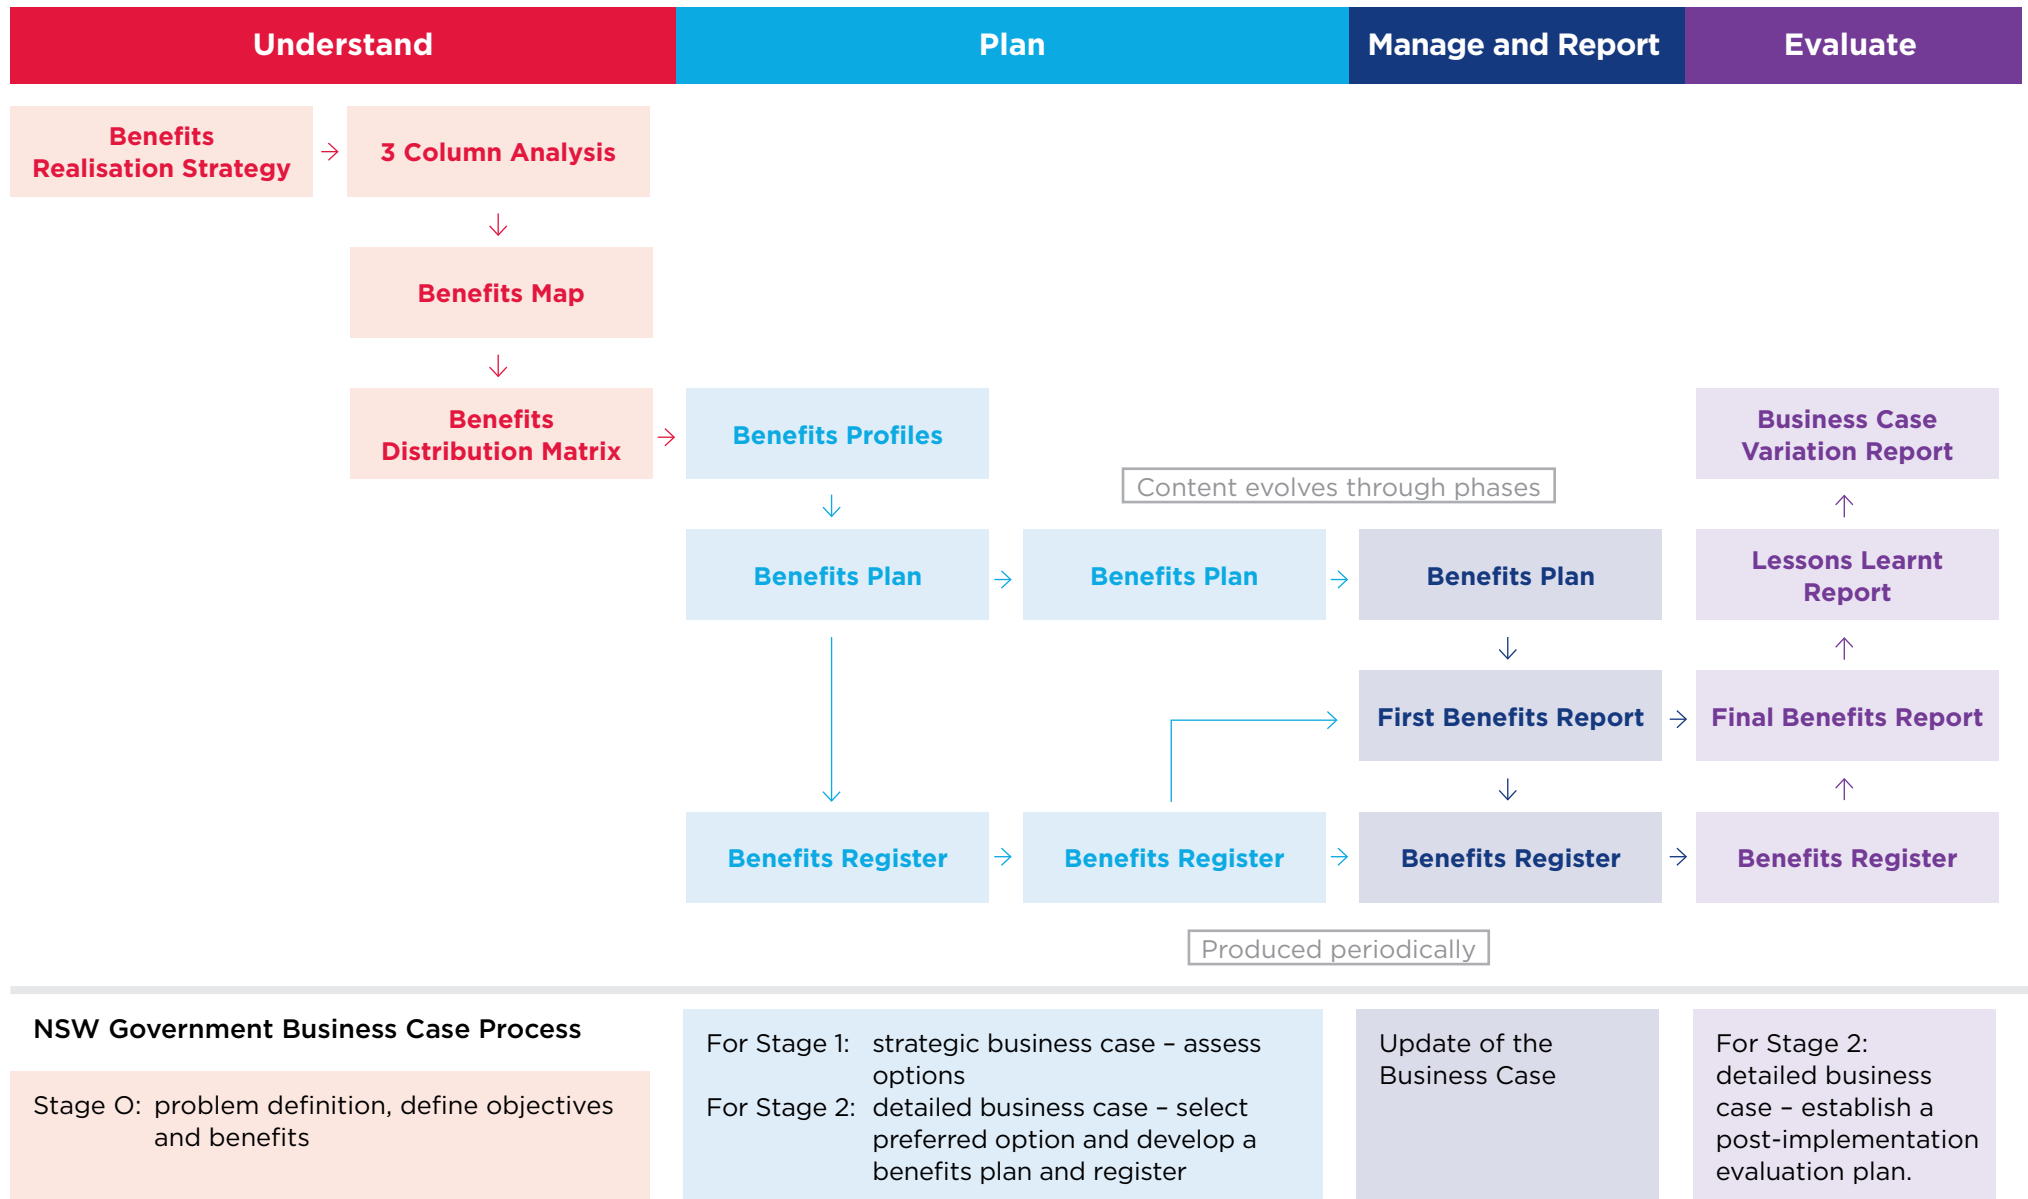 Understand
Plan
Manage and Report
Evaluate
Benefits
Realisation Strategy
3 Column Analysis
Benefits Map
Benefits
Distribution Matrix
Benefits Profiles
Business Case
Variation Report
Content evolves through phases
Benefits Plan
Benefits Plan
Benefits Plan
Lessons Learnt
Report
First Benefits Report
Final Benefits Report
Benefits Register
Benefits Register
Benefits Register
Benefits Register
Produced periodically
NSW Government Business Case Process
Stage O: problem definition, define objectives
and benefits
For Stage 1: strategic business case – assess
options
For Stage 2: detailed business case – select
preferred option and develop a
benefits plan and register
Update of the
Business Case
For Stage 2:
detailed business
case – establish a
post-implementation
evaluation plan.